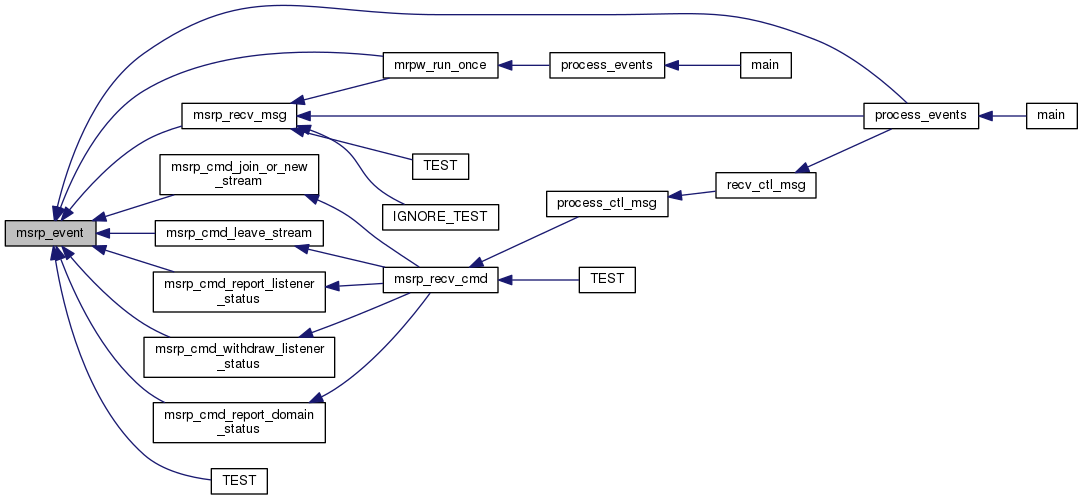 mrpw_run_once
process_events
main
msrp_recv_msg
process_events
main
msrp_cmd_join_or_new
_stream
TEST
recv_ctl_msg
process_ctl_msg
IGNORE_TEST
msrp_event
msrp_cmd_leave_stream
msrp_cmd_report_listener
_status
msrp_recv_cmd
TEST
msrp_cmd_withdraw_listener
_status
msrp_cmd_report_domain
_status
TEST